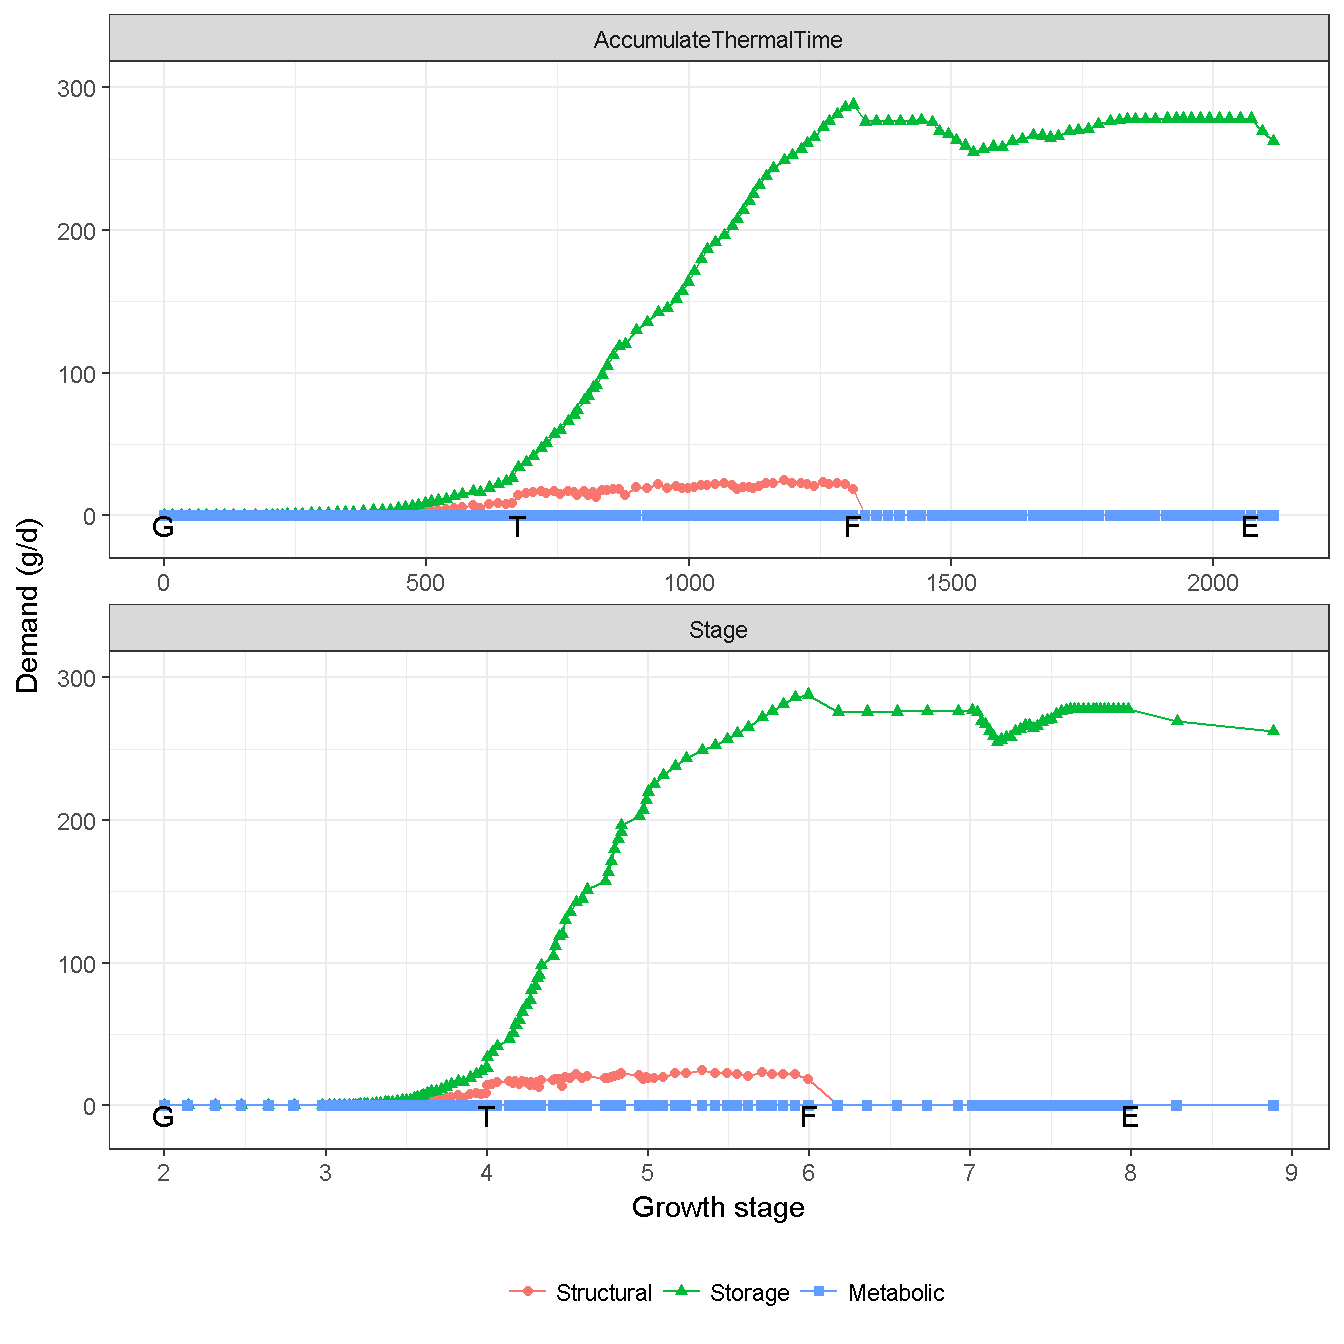 AccumulateThermalTime
300
200
100
0
G T F E
0 500 1000 1500 2000
Demand (g/d)
Stage
300
200
100
0
G T F E
2 3 4 5 6 7 8 9
Growth stage
Structural Storage Metabolic